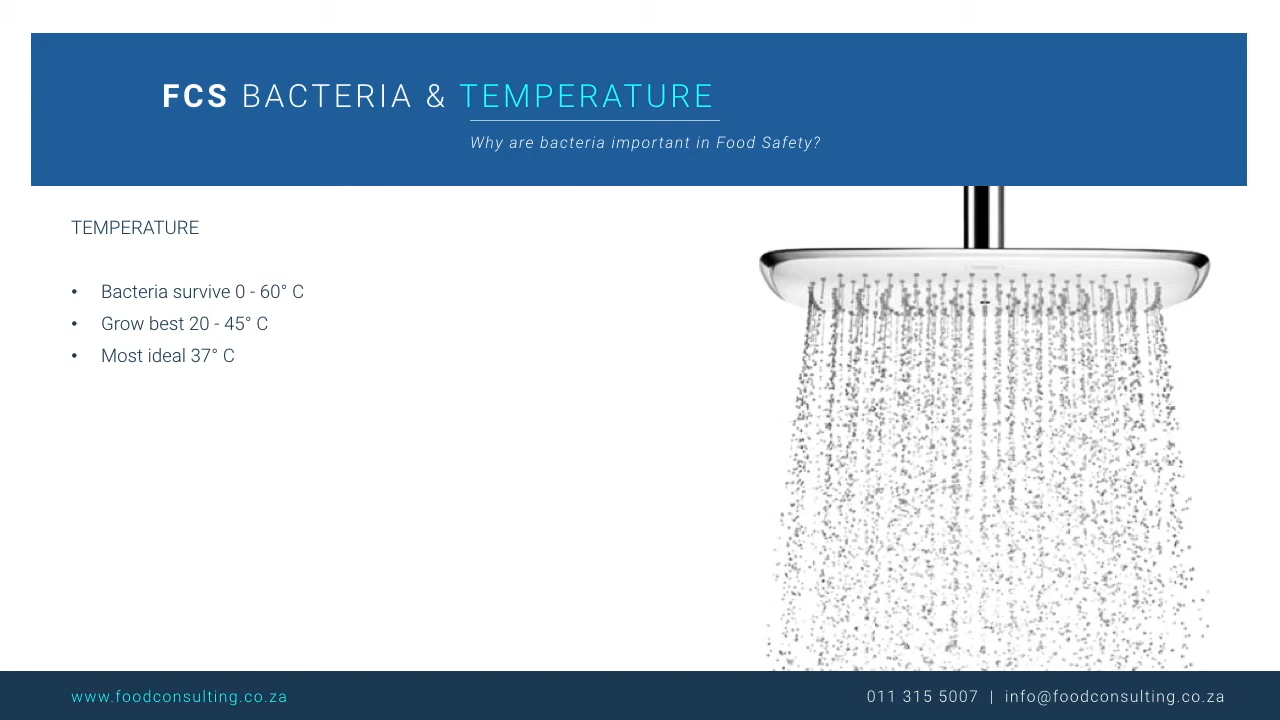 FCS BACTERIA & TEMPERATURE
Why are bacteria important in Food Safety?
TEMPERATURE
• Bacteria survive 0 - 60° C
• Grow best 20 - 45° C
• Most ideal 37° C
www.foodconsulting.co.za
011 315 5007 | info@foodconsulting.co.za